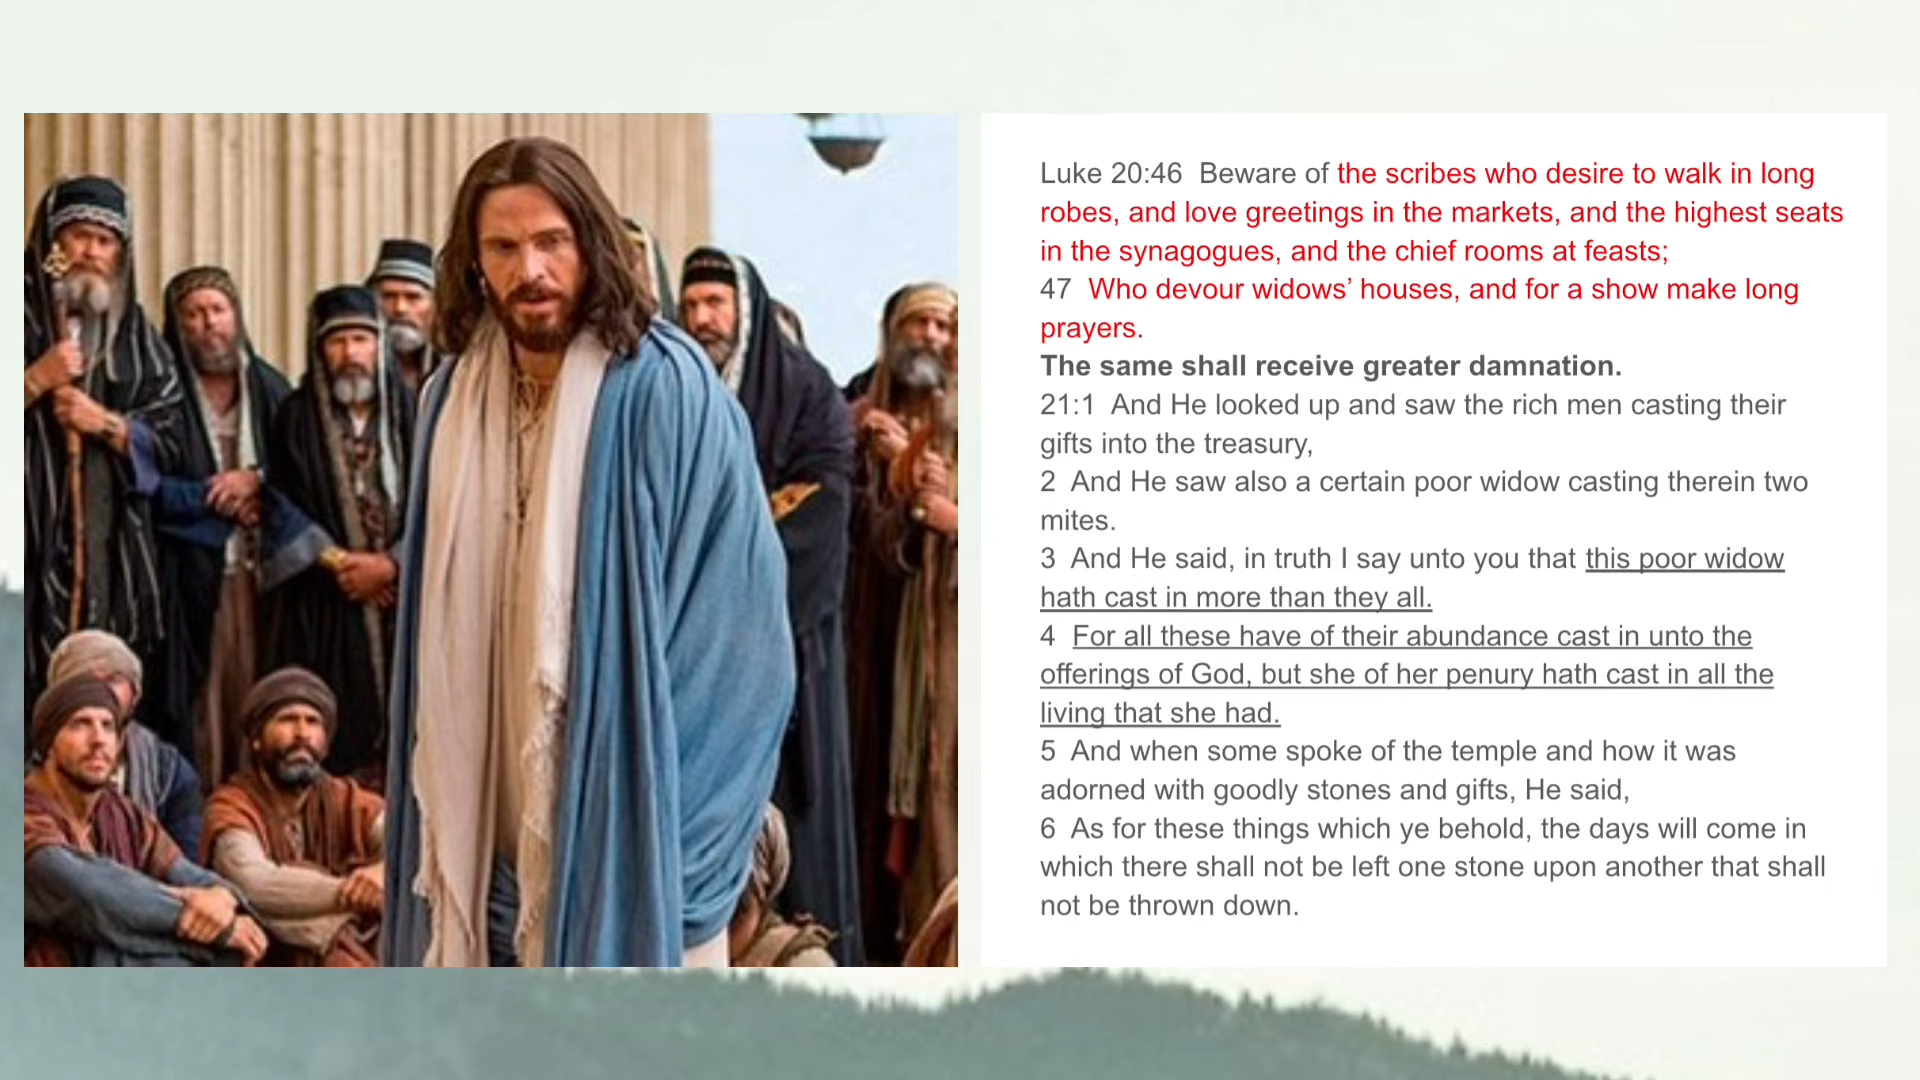 Luke 20:46  Beware of the scribes who desire to walk in long
robes, and love greetings in the markets, and the highest seats
in the synagogues, and the chief rooms at feasts;
47  Who devour widows’ houses, and for a show make long
prayers.
The same shall receive greater damnation.
21:1  And He looked up and saw the rich men casting their
gifts into the treasury,
2  And He saw also a certain poor widow casting therein two
mites.
3  And He said, in truth I say unto you that this poor widow
hath cast in more than they all.
4  For all these have of their abundance cast in unto the
offerings of God, but she of her penury hath cast in all the
living that she had.
5  And when some spoke of the temple and how it was
adorned with goodly stones and gifts, He said,
6  As for these things which ye behold, the days will come in
which there shall not be left one stone upon another that shall
not be thrown down.